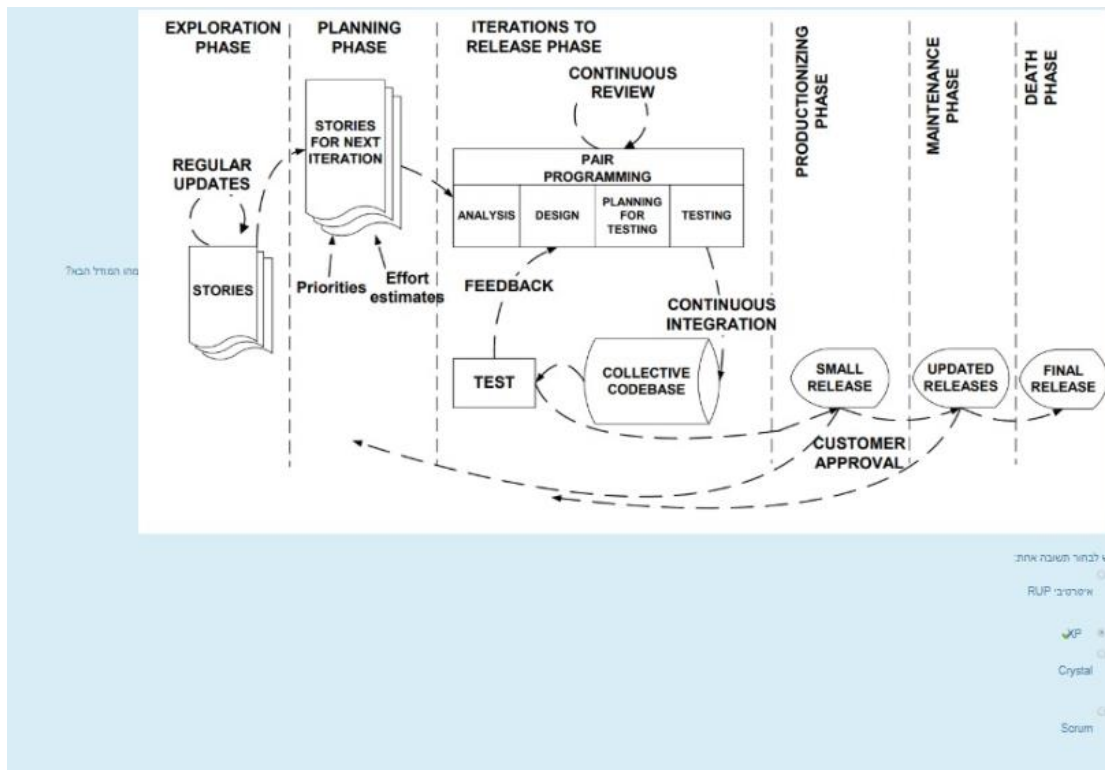 EXPLORATION
PHASE
PLANNING
PHASE
ITERATIONS TO
RELEASE PHASE
PRODUCTIONIZING
PHASE
MAINTENANCE
PHASE
DEATH
PHASE
CONTINUOUS
REVIEW
STORIES
FOR NEXT
ITERATION
REGULAR
UPDATES
PAIR
PROGRAMMING
ANALYSIS
DESIGN
PLANNING
FOR
TESTING
TESTING
STORIES
Priorities
Effort
estimates
FEEDBACK
CONTINUOUS
INTEGRATION
TEST
COLLECTIVE
CODEBASE
SMALL
RELEASE
UPDATED
RELEASES
FINAL
RELEASE
CUSTOMER
APPROVAL
מהו המודל הבא?
לבחור תשובה אחת:
איטרטיבי RUP
XP
Crystal
Scrum